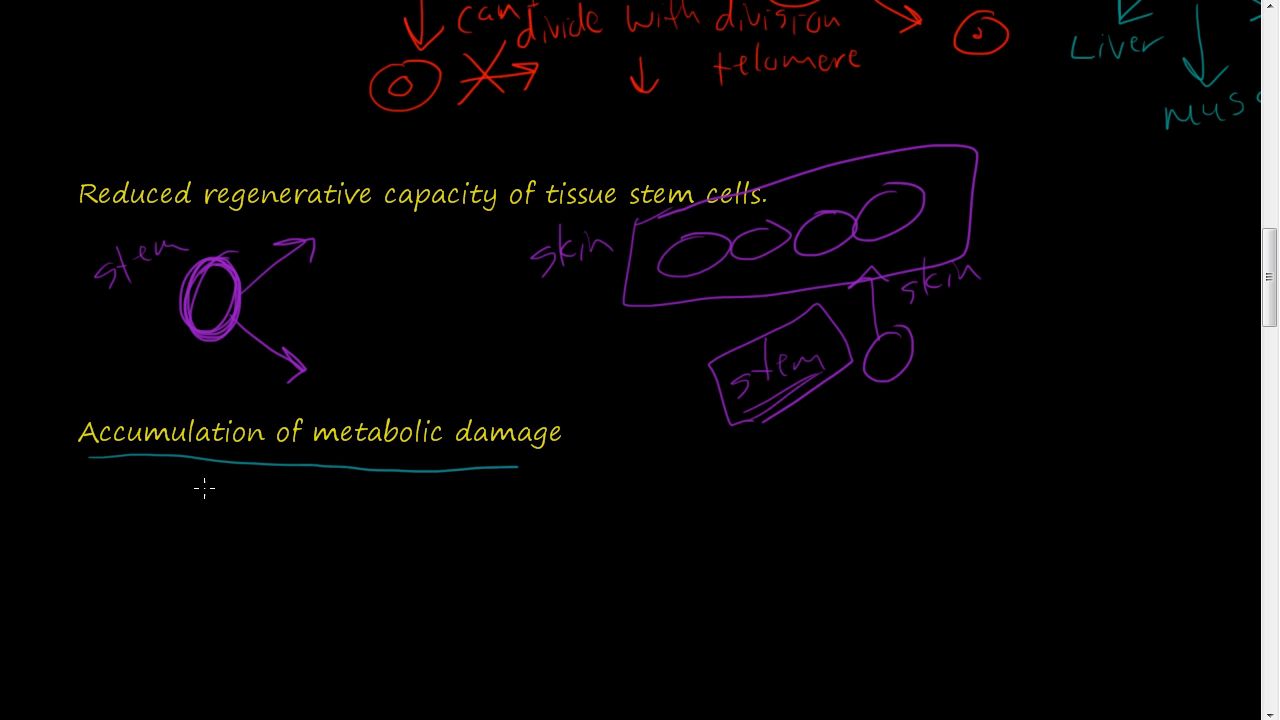 can't
divide with division
telomere
Liver
Musc
Reduced regenerative capacity of tissue stem cells.
stem
skin
skin
stem
Accumulation of metabolic damage